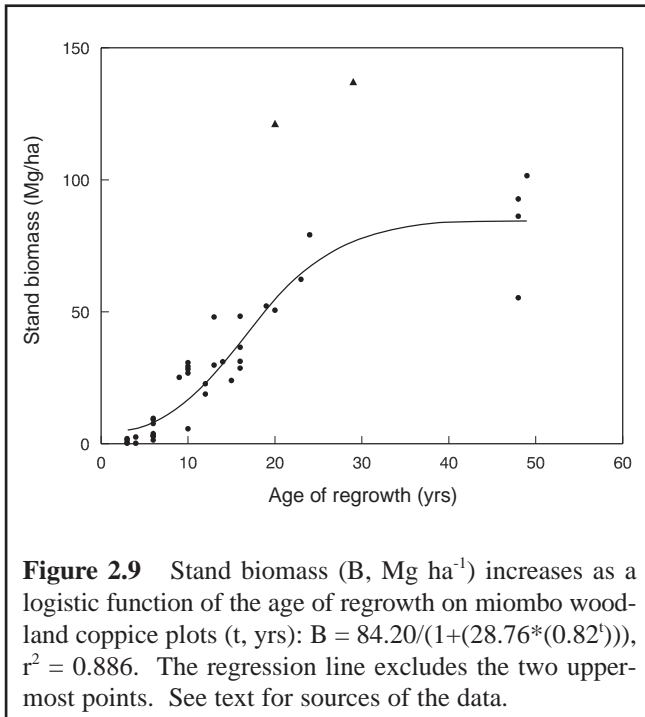 150
100
50
0
Stand biomass (Mg/ha)
0 10 20 30 40 50 60
Age of regrowth (yrs)
Figure 2.9 Stand biomass (B, Mg ha⁻¹) increases as a
logistic function of the age of regrowth on miombo wood-
land coppice plots (t, yrs): B = 84.20/(1+(28.76*(0.82ᵗ))),
r² = 0.886. The regression line excludes the two upper-
most points. See text for sources of the data.